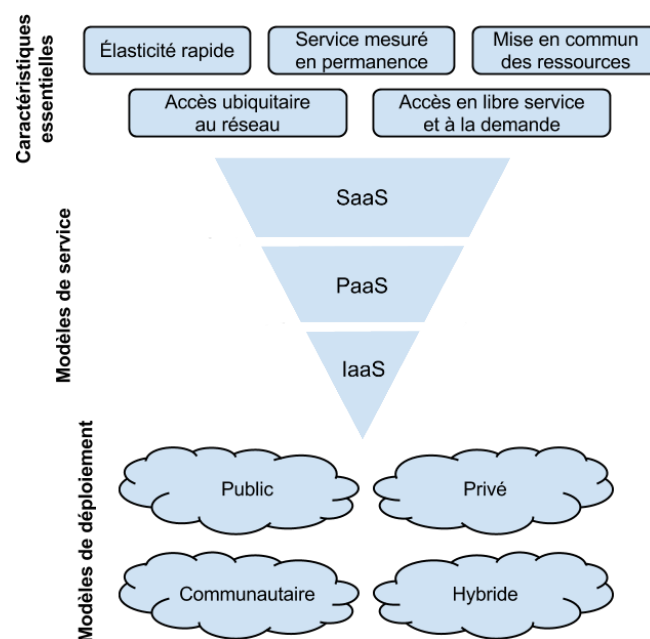 Caractéristiques
essentielles
Élasticité rapide
Service mesuré
en permanence
Mise en commun
des ressources
Accès ubiquitaire
au réseau
Accès en libre service
et à la demande
Modèles de service
SaaS
PaaS
IaaS
Modèles de déploiement
Public
Privé
Communautaire
Hybride